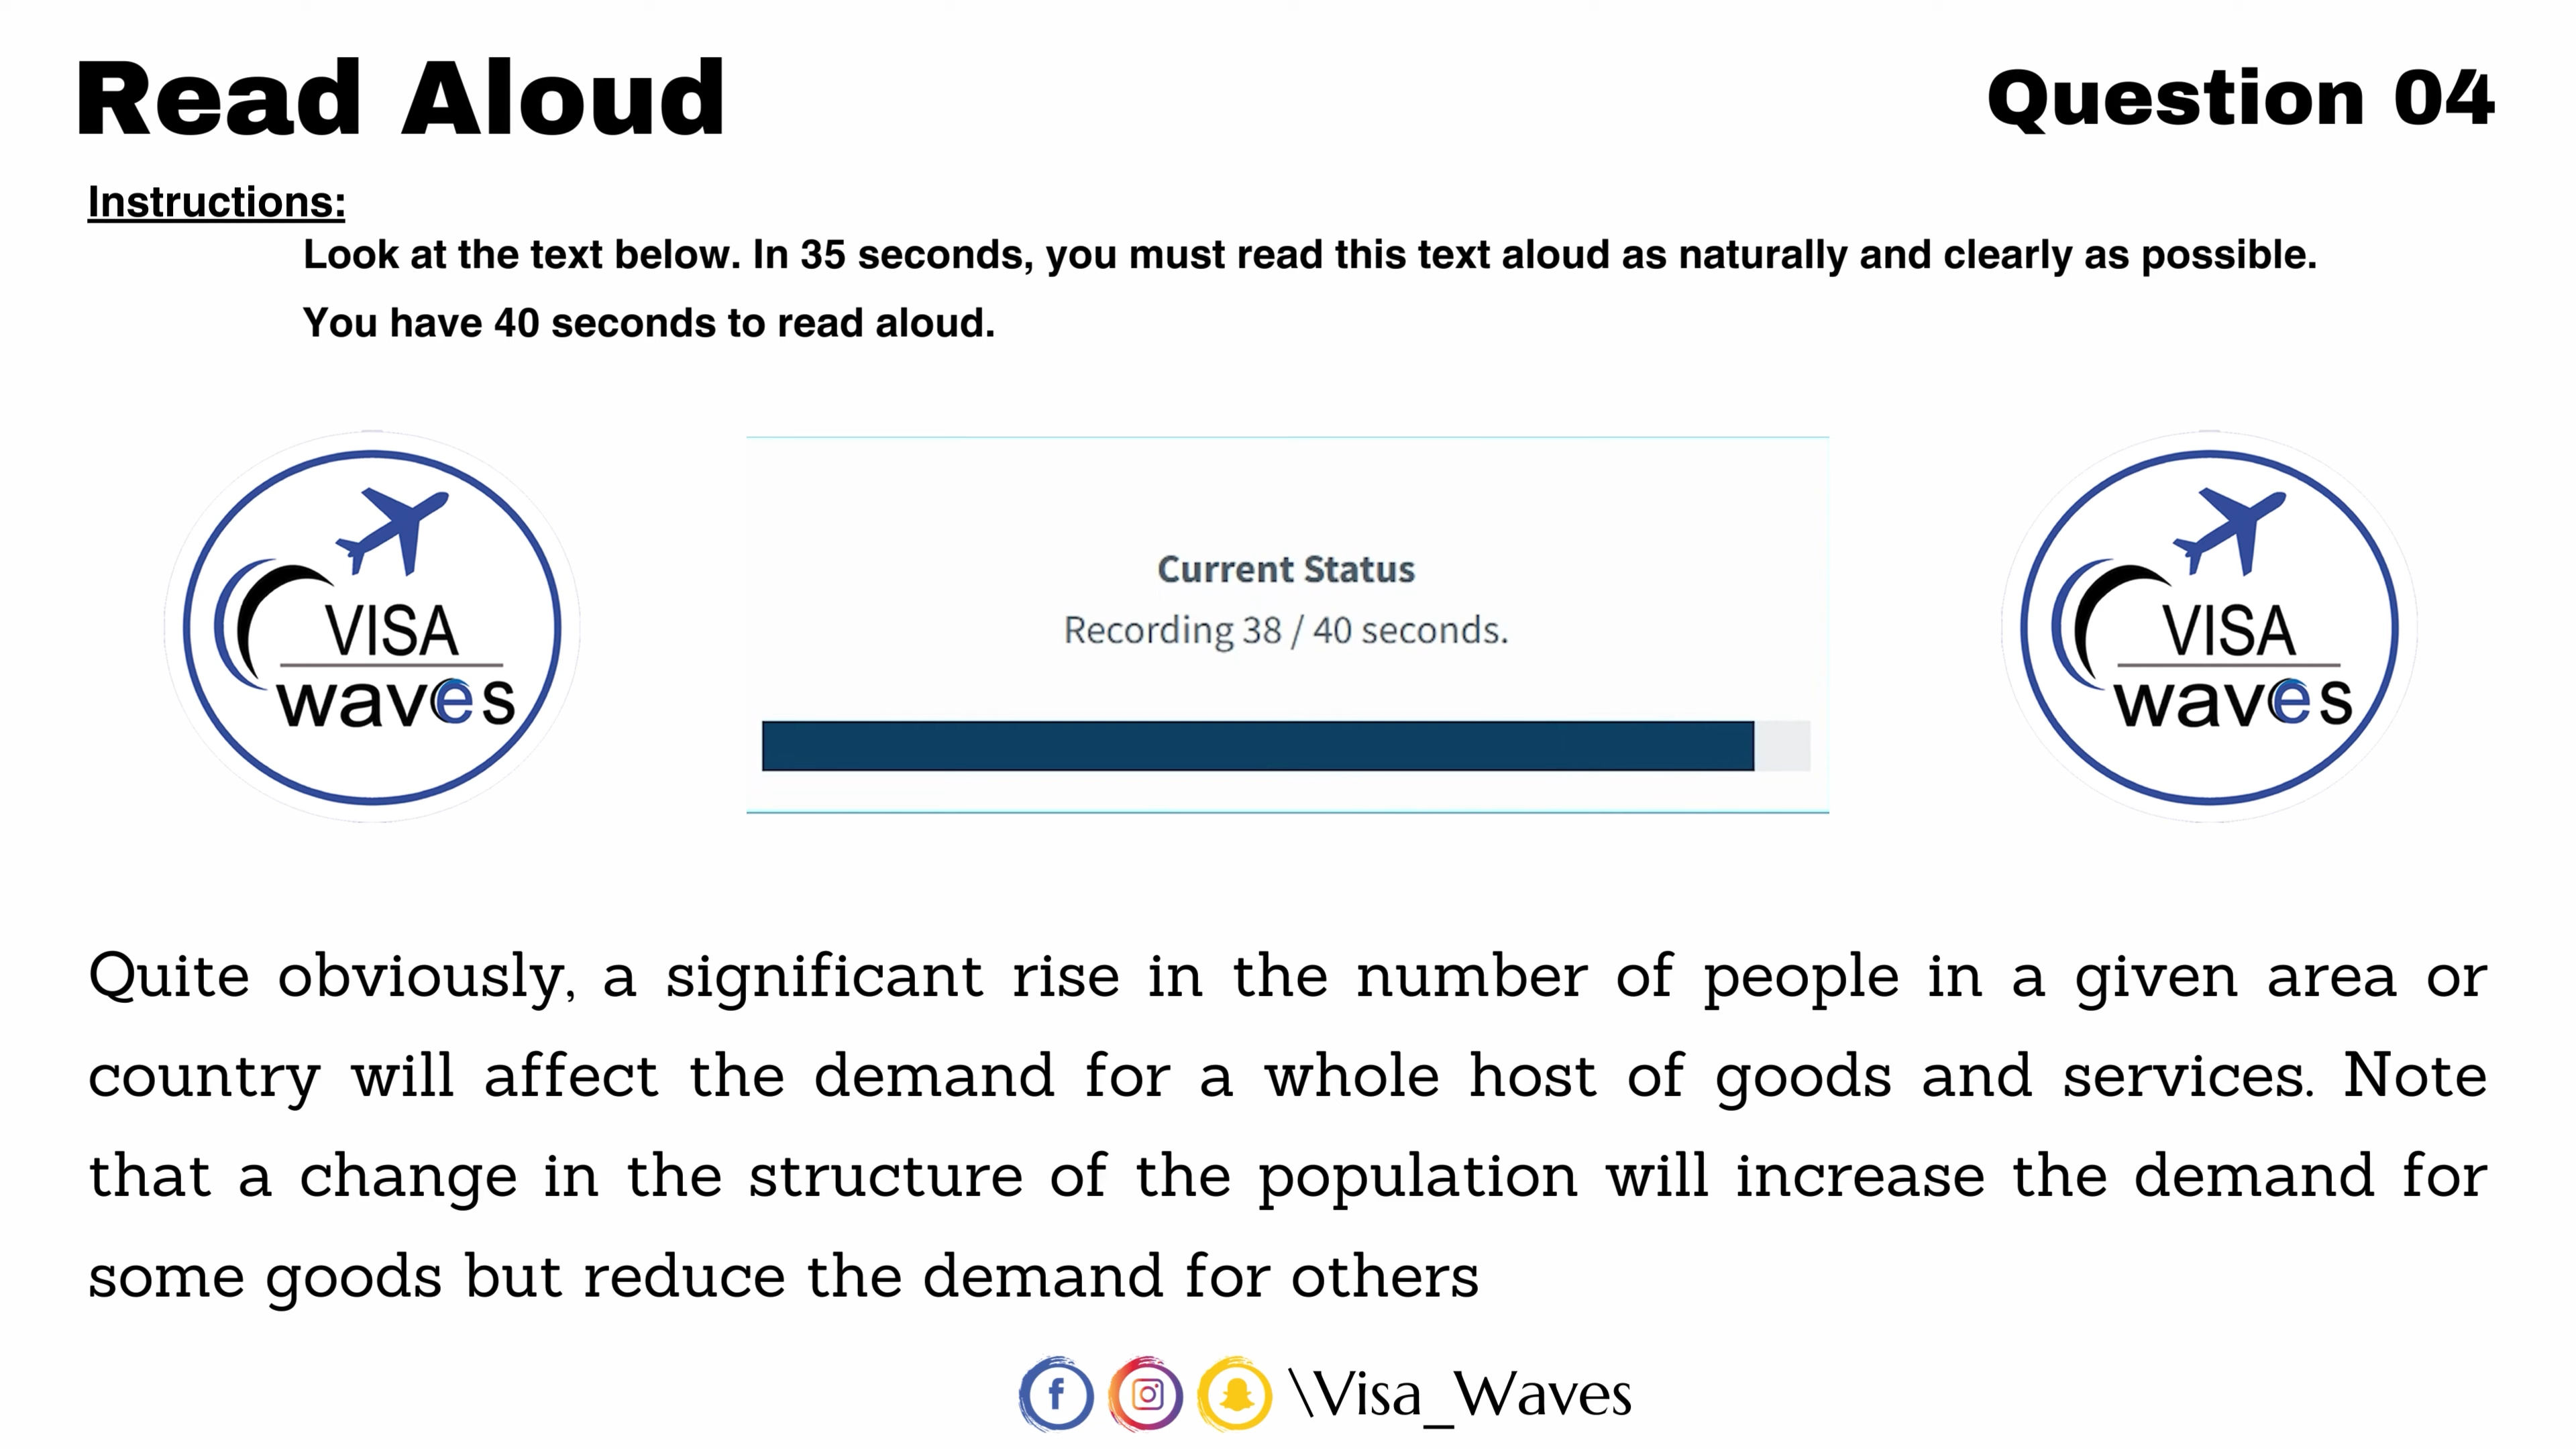 Read Aloud
Question 04
Instructions:
Look at the text below. In 35 seconds, you must read this text aloud as naturally and clearly as possible.
You have 40 seconds to read aloud.
VISA
waves
Current Status
Recording 38 / 40 seconds.
VISA
waves
Quite obviously, a significant rise in the number of people in a given area or
country will affect the demand for a whole host of goods and services. Note
that a change in the structure of the population will increase the demand for
some goods but reduce the demand for others
\Visa_Waves